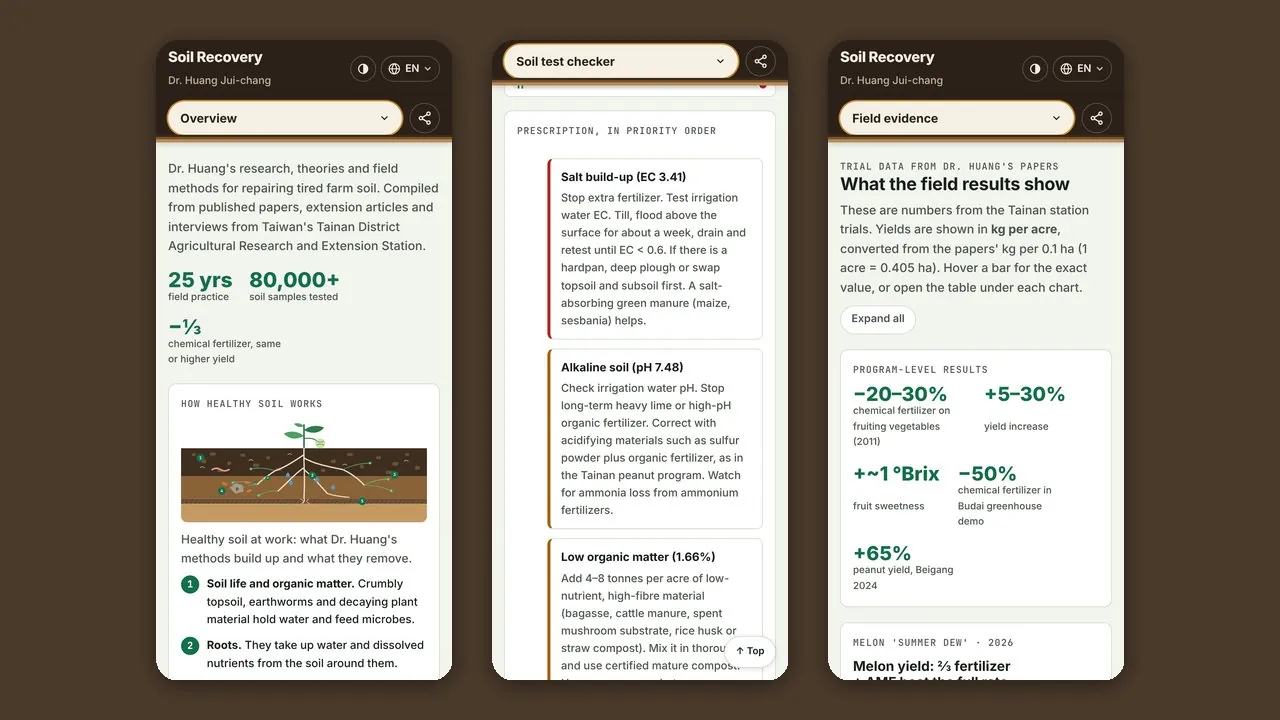 Soil Recovery
Dr. Huang Jui-chang
EN
Overview
Dr. Huang's research, theories and field
methods for repairing tired farm soil. Compiled
from published papers, extension articles and
interviews from Taiwan's Tainan District
Agricultural Research and Extension Station.
25 yrs
field practice
80,000+
soil samples tested
−⅓
chemical fertilizer, same
or higher yield
HOW HEALTHY SOIL WORKS
Healthy soil at work: what Dr. Huang's
methods build up and what they remove.
1 Soil life and organic matter. Crumbly
topsoil, earthworms and decaying plant
material hold water and feed microbes.
2 Roots. They take up water and dissolved
nutrients from the soil around them.
Soil test checker
PRESCRIPTION, IN PRIORITY ORDER
Salt build-up (EC 3.41)
Stop extra fertilizer. Test irrigation
water EC. Till, flood above the
surface for about a week, drain and
retest until EC < 0.6. If there is a
hardpan, deep plough or swap
topsoil and subsoil first. A salt-
absorbing green manure (maize,
sesbania) helps.
Alkaline soil (pH 7.48)
Check irrigation water pH. Stop
long-term heavy lime or high-pH
organic fertilizer. Correct with
acidifying materials such as sulfur
powder plus organic fertilizer, as in
the Tainan peanut program. Watch
for ammonia loss from ammonium
fertilizers.
Low organic matter (1.66%)
Add 4–8 tonnes per acre of low-
nutrient, high-fibre material
(bagasse, cattle manure, spent
mushroom substrate, rice husk or
straw compost). Mix it in
and use certified mature compost.
↑ Top
Soil Recovery
Dr. Huang Jui-chang
EN
Field evidence
TRIAL DATA FROM DR. HUANG'S PAPERS
What the field results show
These are numbers from the Tainan station
trials. Yields are shown in kg per acre,
converted from the papers' kg per 0.1 ha (1
acre = 0.405 ha). Hover a bar for the exact
value, or open the table under each chart.
Expand all
PROGRAM-LEVEL RESULTS
−20–30%
chemical fertilizer on
fruiting vegetables
(2011)
+5–30%
yield increase
+~1 °Brix
fruit sweetness
−50%
chemical fertilizer in
Budai greenhouse
demo
+65%
peanut yield, Beigang
2024
MELON 'SUMMER DEW' · 2026
Melon yield: ⅔ fertilizer